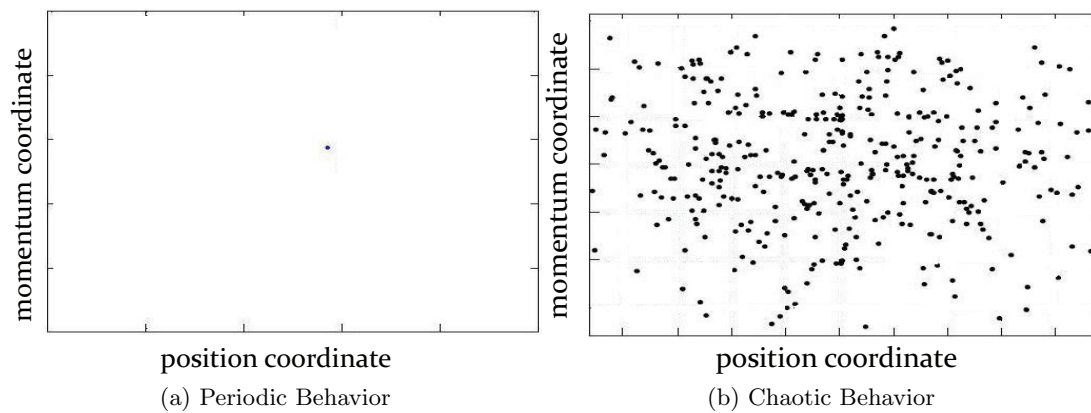 momentum coordinate
position coordinate
(a) Periodic Behavior
momentum coordinate
position coordinate
(b) Chaotic Behavior